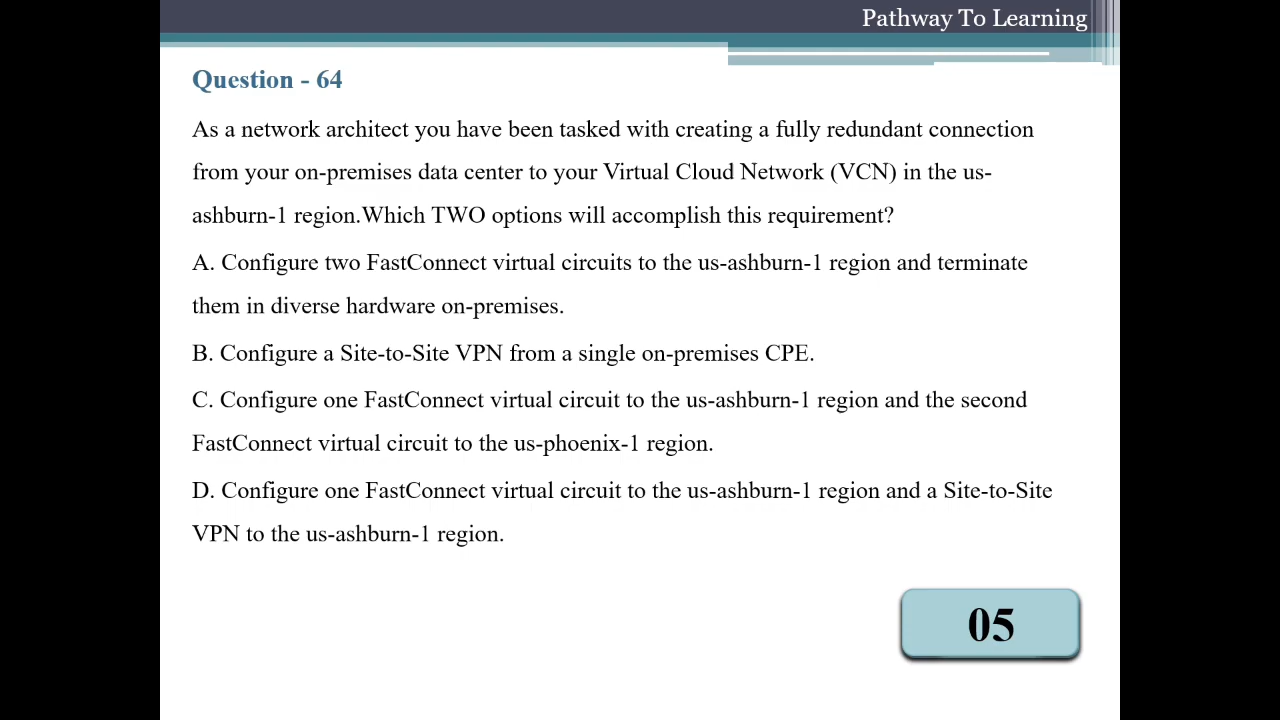 Pathway To Learning
Question - 64
As a network architect you have been tasked with creating a fully redundant connection
from your on-premises data center to your Virtual Cloud Network (VCN) in the us-
ashburn-1 region.Which TWO options will accomplish this requirement?
A. Configure two FastConnect virtual circuits to the us-ashburn-1 region and terminate
them in diverse hardware on-premises.
B. Configure a Site-to-Site VPN from a single on-premises CPE.
C. Configure one FastConnect virtual circuit to the us-ashburn-1 region and the second
FastConnect virtual circuit to the us-phoenix-1 region.
D. Configure one FastConnect virtual circuit to the us-ashburn-1 region and a Site-to-Site
VPN to the us-ashburn-1 region.
05